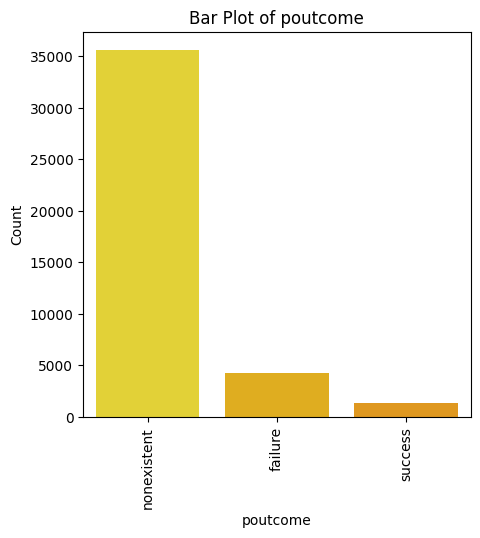 Bar Plot of poutcome
Count
35000
30000
25000
20000
15000
10000
5000
0
nonexistent
failure
success
poutcome